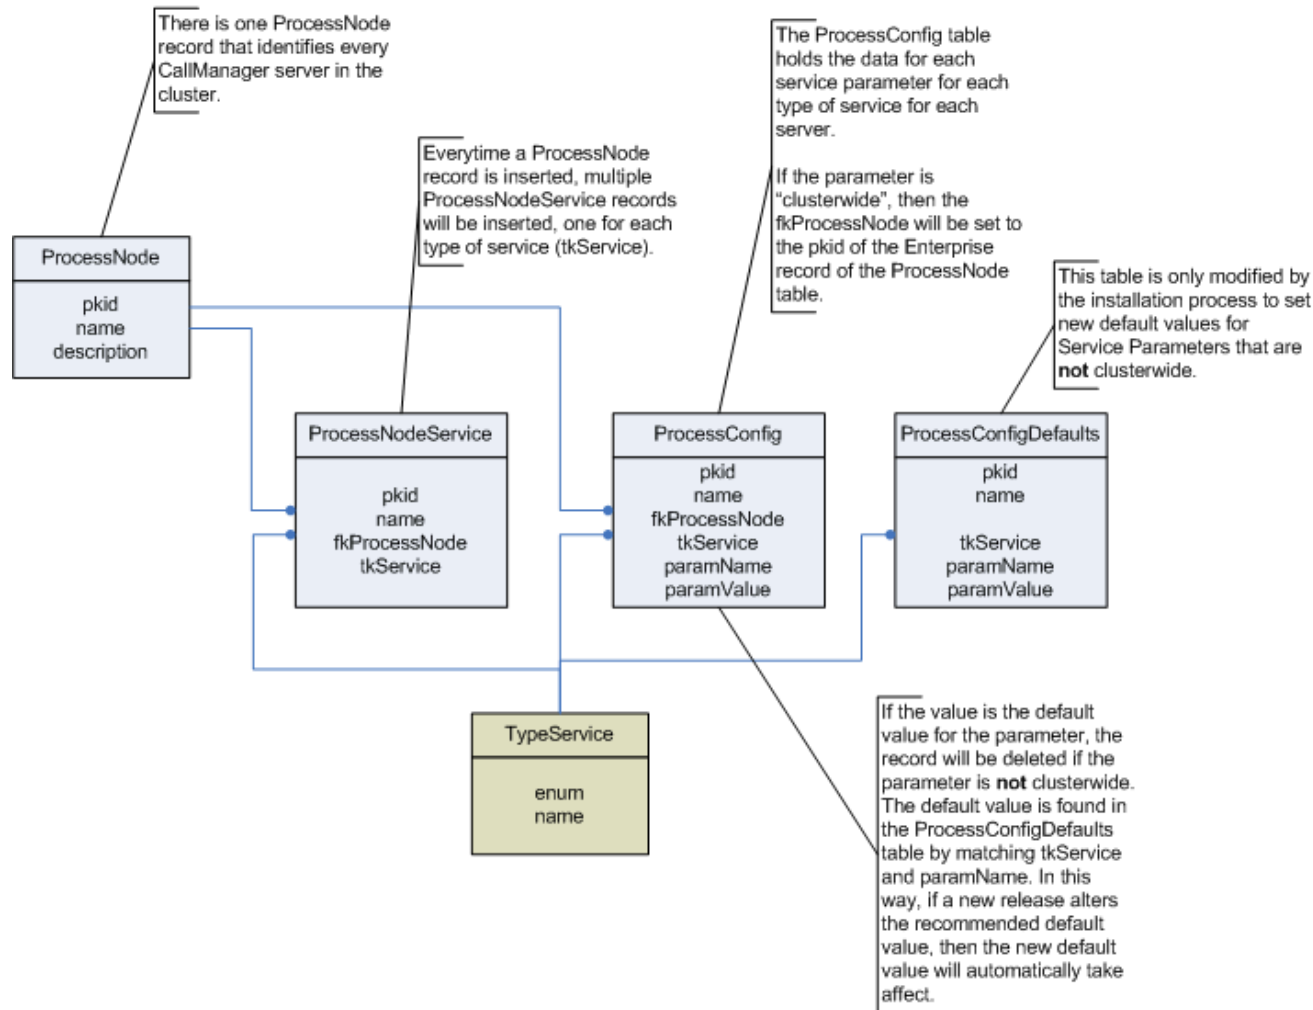 There is one ProcessNode
record that identifies every
CallManager server in the
cluster.
The ProcessConfig table
holds the data for each
service parameter for each
type of service for each
server.
If the parameter is
“clusterwide”, then the
fkProcessNode will be set to
the pkid of the Enterprise
record of the ProcessNode
table.
Everytime a ProcessNode
record is inserted, multiple
ProcessNodeService records
will be inserted, one for each
type of service (tkService).
This table is only modified by
the installation process to set
new default values for
Service Parameters that are
not clusterwide.
ProcessNode
pkid
name
description
ProcessNodeService
pkid
name
fkProcessNode
tkService
ProcessConfig
pkid
name
fkProcessNode
tkService
paramName
paramValue
ProcessConfigDefaults
pkid
name
tkService
paramName
paramValue
TypeService
enum
name
If the value is the default
value for the parameter, the
record will be deleted if the
parameter is not clusterwide.
The default value is found in
the ProcessConfigDefaults
table by matching tkService
and paramName. In this
way, if a new release alters
the recommended default
value, then the new default
value will automatically take
affect.